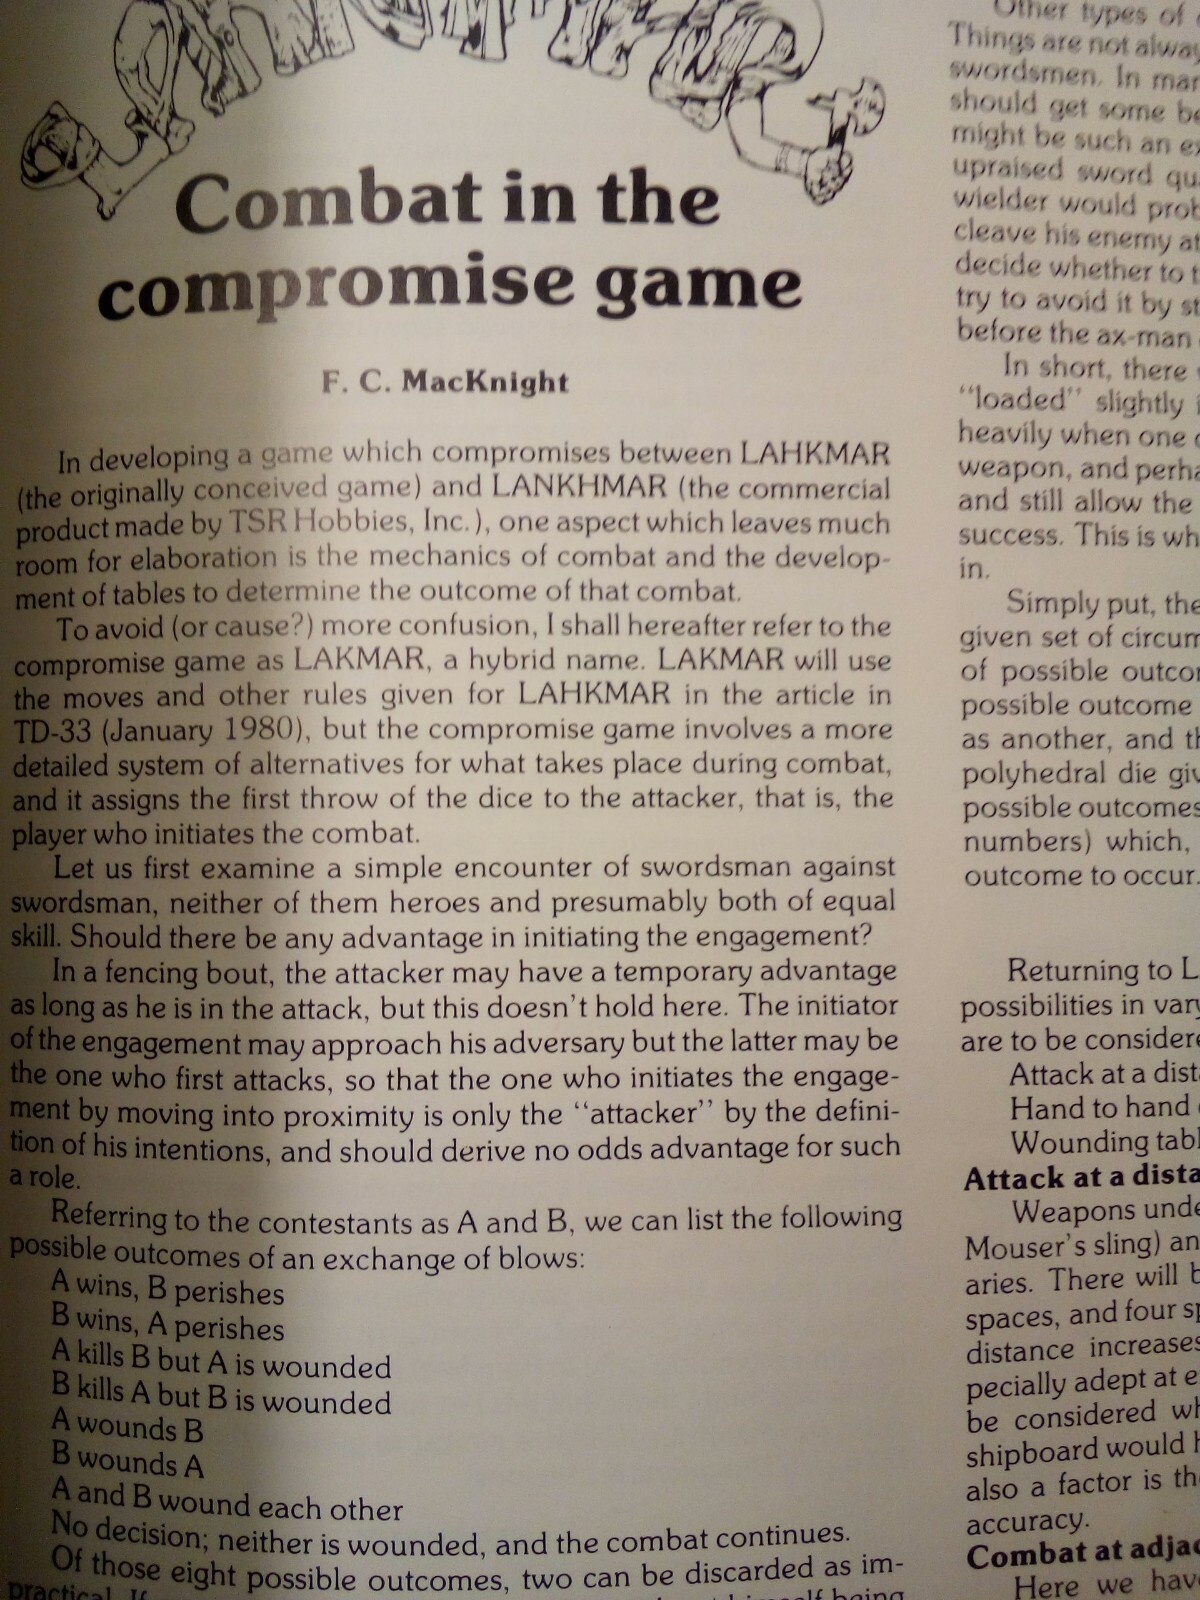 Combat in the
compromise game
F. C. MacKnight
In developing a game which compromises between LAHKMAR
(the originally conceived game) and LANKHMAR (the commercial
product made by TSR Hobbies, Inc.), one aspect which leaves much
room for elaboration is the mechanics of combat and the develop-
ment of tables to determine the outcome of that combat.
To avoid (or cause?) more confusion, I shall hereafter refer to the
compromise game as LAKMAR, a hybrid name. LAKMAR will use
the moves and other rules given for LAHKMAR in the article in
TD-33 (January 1980), but the compromise game involves a more
detailed system of alternatives for what takes place during combat,
and it assigns the first throw of the dice to the attacker, that is, the
player who initiates the combat.
Let us first examine a simple encounter of swordsman against
swordsman, neither of them heroes and presumably both of equal
skill. Should there be any advantage in initiating the engagement?
In a fencing bout, the attacker may have a temporary advantage
as long as he is in the attack, but this doesn't hold here. The initiator
of the engagement may approach his adversary but the latter may be
the one who first attacks, so that the one who initiates the engage-
ment by moving into proximity is only the "attacker" by the defini-
tion of his intentions, and should derive no odds advantage for such
a role.
Referring to the contestants as A and B, we can list the following
possible outcomes of an exchange of blows:
A wins, B perishes
B wins, A perishes
A kills B but A is wounded
B kills A but B is wounded
A wounds B
B wounds A
A and B wound each other
No decision; neither is wounded, and the combat continues.
Of those eight possible outcomes, two can be discarded as im-
practical. If himself being
Other types of
Things are not
swordsmen. In
should get some
might be such an
upraised sword
wielder would
cleave his enemy
decide whether to
try to avoid it by
before the ax-man
In short, there
"loaded" slightly
heavily when one
weapon, and
and still allow the
success. This is
in.
Simply put, the
given set of
of possible
possible outcome
as another, and
polyhedral die
possible outcomes
numbers) which,
outcome to occur.
Returning to
possibilities in
are to be
Attack at a
Hand to hand
Wounding
Attack at a
Weapons
Mouser's sling)
aries. There will
spaces, and four
distance increases
pecially adept at
be considered
shipboard would
also a factor is
accuracy.
Combat at
Here we